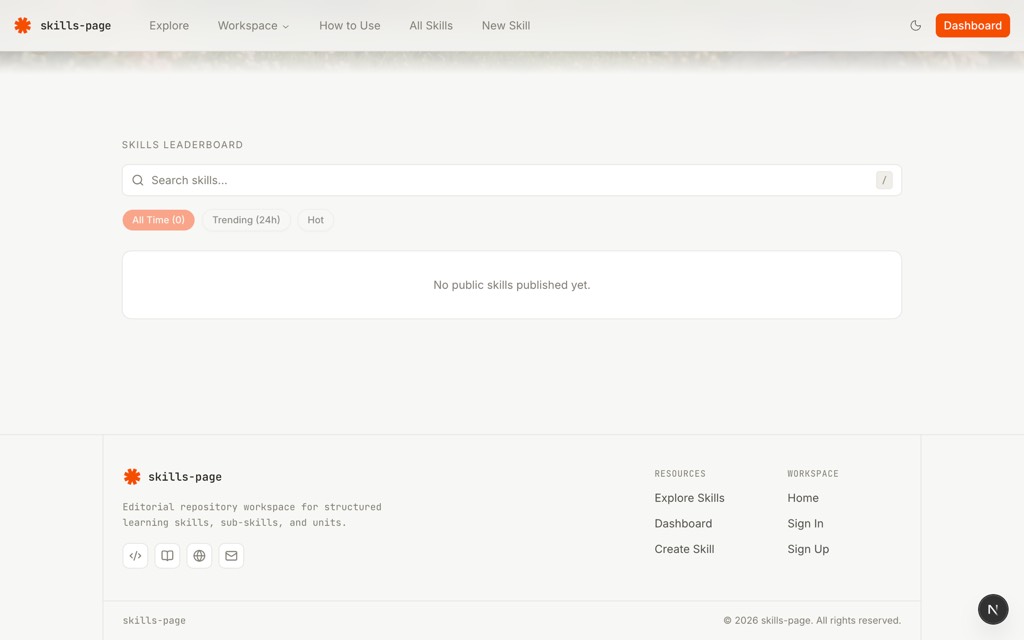 skills-page
Explore
Workspace
How to Use
All Skills
New Skill
Dashboard
SKILLS LEADERBOARD
Search skills...
/
All Time (0)
Trending (24h)
Hot
No public skills published yet.
skills-page
Editorial repository workspace for structured
learning skills, sub-skills, and units.
RESOURCES
Explore Skills
Dashboard
Create Skill
WORKSPACE
Home
Sign In
Sign Up
skills-page
© 2026 skills-page. All rights reserved.
N